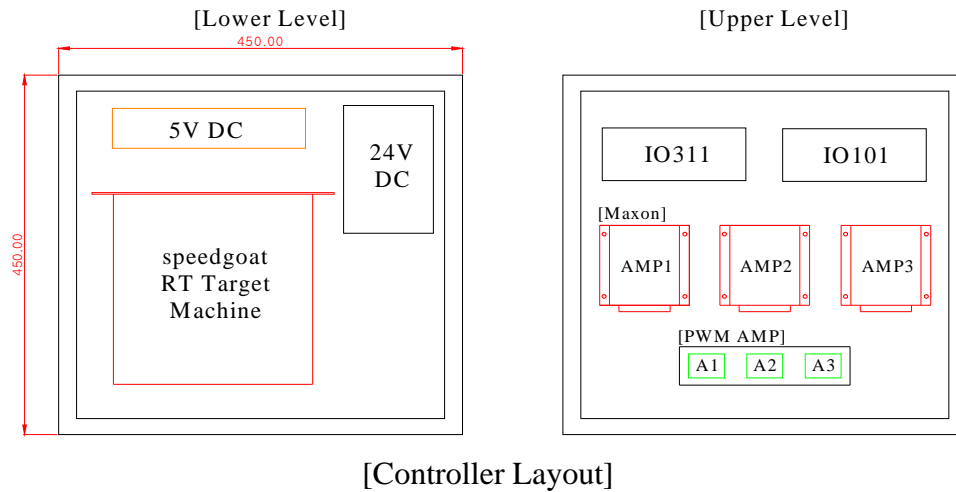 [Lower Level]
[Upper Level]
450.00
450.00
5V DC
24V
DC
speedgoat
RT Target
Machine
IO311
IO101
[Maxon]
AMP1
AMP2
AMP3
[PWM AMP]
A1
A2
A3
[Controller Layout]